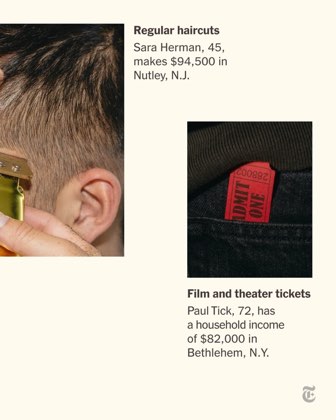 Regular haircuts
Sara Herman, 45,
makes $94,500 in
Nutley, N.J.
ADMIT
ONE
Film and theater tickets
Paul Tick, 72, has
a household income
of $82,000 in
Bethlehem, N.Y.
T